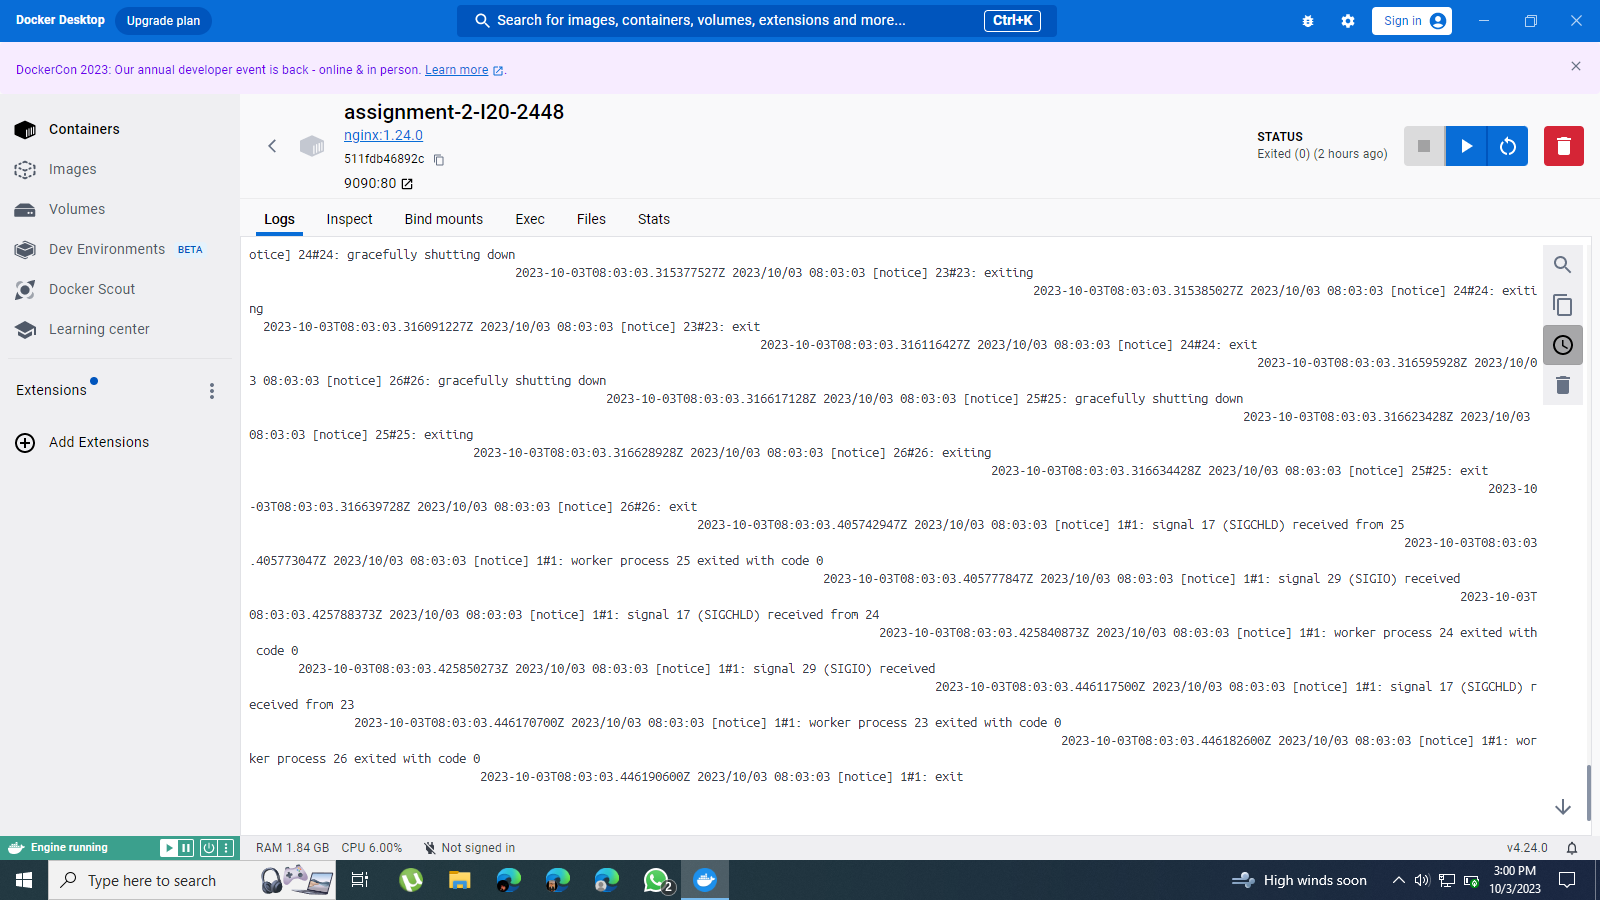 Docker Desktop Upgrade plan Search for images, containers, volumes, extensions and more... Ctrl+K Sign in
DockerCon 2023: Our annual developer event is back - online & in person. Learn more .
Containers
Images
Volumes
Dev Environments BETA
Docker Scout
Learning center
Extensions
Add Extensions
assignment-2-I20-2448
nginx:1.24.0
511fdb46892c
9090:80
STATUS
Exited (0) (2 hours ago)
Logs Inspect Bind mounts Exec Files Stats
otice] 24#24: gracefully shutting down
2023-10-03T08:03:03.315377527Z 2023/10/03 08:03:03 [notice] 23#23: exiting
2023-10-03T08:03:03.315385027Z 2023/10/03 08:03:03 [notice] 24#24: exiti
ng
2023-10-03T08:03:03.316091227Z 2023/10/03 08:03:03 [notice] 23#23: exit
2023-10-03T08:03:03.316116427Z 2023/10/03 08:03:03 [notice] 24#24: exit
2023-10-03T08:03:03.316595928Z 2023/10/0
3 08:03:03 [notice] 26#26: gracefully shutting down
2023-10-03T08:03:03.316617128Z 2023/10/03 08:03:03 [notice] 25#25: gracefully shutting down
2023-10-03T08:03:03.316623428Z 2023/10/03
08:03:03 [notice] 25#25: exiting
2023-10-03T08:03:03.316628928Z 2023/10/03 08:03:03 [notice] 26#26: exiting
2023-10-03T08:03:03.316634428Z 2023/10/03 08:03:03 [notice] 25#25: exit
2023-10
-03T08:03:03.316639728Z 2023/10/03 08:03:03 [notice] 26#26: exit
2023-10-03T08:03:03.405742947Z 2023/10/03 08:03:03 [notice] 1#1: signal 17 (SIGCHLD) received from 25
2023-10-03T08:03:03
.405773047Z 2023/10/03 08:03:03 [notice] 1#1: worker process 25 exited with code 0
2023-10-03T08:03:03.405777847Z 2023/10/03 08:03:03 [notice] 1#1: signal 29 (SIGIO) received
2023-10-03T
08:03:03.425788373Z 2023/10/03 08:03:03 [notice] 1#1: signal 17 (SIGCHLD) received from 24
2023-10-03T08:03:03.425840873Z 2023/10/03 08:03:03 [notice] 1#1: worker process 24 exited with
code 0
2023-10-03T08:03:03.425850273Z 2023/10/03 08:03:03 [notice] 1#1: signal 29 (SIGIO) received
2023-10-03T08:03:03.446117500Z 2023/10/03 08:03:03 [notice] 1#1: signal 17 (SIGCHLD) r
eceived from 23
2023-10-03T08:03:03.446170700Z 2023/10/03 08:03:03 [notice] 1#1: worker process 23 exited with code 0
2023-10-03T08:03:03.446182600Z 2023/10/03 08:03:03 [notice] 1#1: wor
ker process 26 exited with code 0
2023-10-03T08:03:03.446190600Z 2023/10/03 08:03:03 [notice] 1#1: exit
Engine running RAM 1.84 GB CPU 6.00% Not signed in v4.24.0
Type here to search 2 High winds soon 3:00 PM
10/3/2023